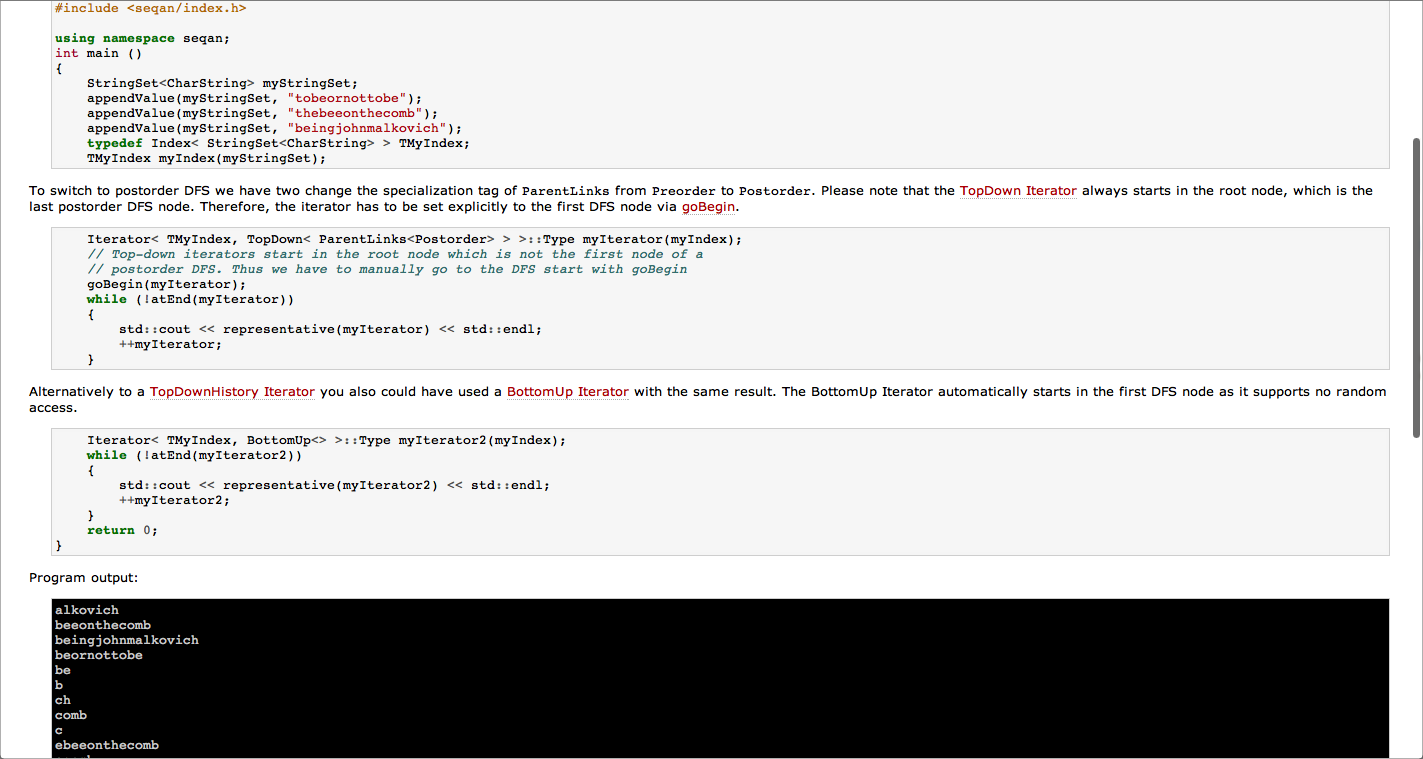 #include <seqan/index.h>
using namespace seqan;
int main ()
{
    StringSet<CharString> myStringSet;
    appendValue(myStringSet, "tobeornottobe");
    appendValue(myStringSet, "thebeeonthecomb");
    appendValue(myStringSet, "beingjohnmalkovich");
    typedef Index< StringSet<CharString> > TMyIndex;
    TMyIndex myIndex(myStringSet);
To switch to postorder DFS we have two change the specialization tag of ParentLinks from Preorder to Postorder. Please note that the TopDown Iterator always starts in the root node, which is the
last postorder DFS node. Therefore, the iterator has to be set explicitly to the first DFS node via goBegin.
    Iterator< TMyIndex, TopDown< ParentLinks<Postorder> > >::Type myIterator(myIndex);
    // Top-down iterators start in the root node which is not the first node of a
    // postorder DFS. Thus we have to manually go to the DFS start with goBegin
    goBegin(myIterator);
    while (!atEnd(myIterator))
    {
        std::cout << representative(myIterator) << std::endl;
        ++myIterator;
    }
Alternatively to a TopDownHistory Iterator you also could have used a BottomUp Iterator with the same result. The BottomUp Iterator automatically starts in the first DFS node as it supports no random
access.
    Iterator< TMyIndex, BottomUp<> >::Type myIterator2(myIndex);
    while (!atEnd(myIterator2))
    {
        std::cout << representative(myIterator2) << std::endl;
        ++myIterator2;
    }
    return 0;
}
Program output:
alkovich
beeonthecomb
beingjohnmalkovich
beornottobe
be
b
ch
comb
c
ebeeonthecomb